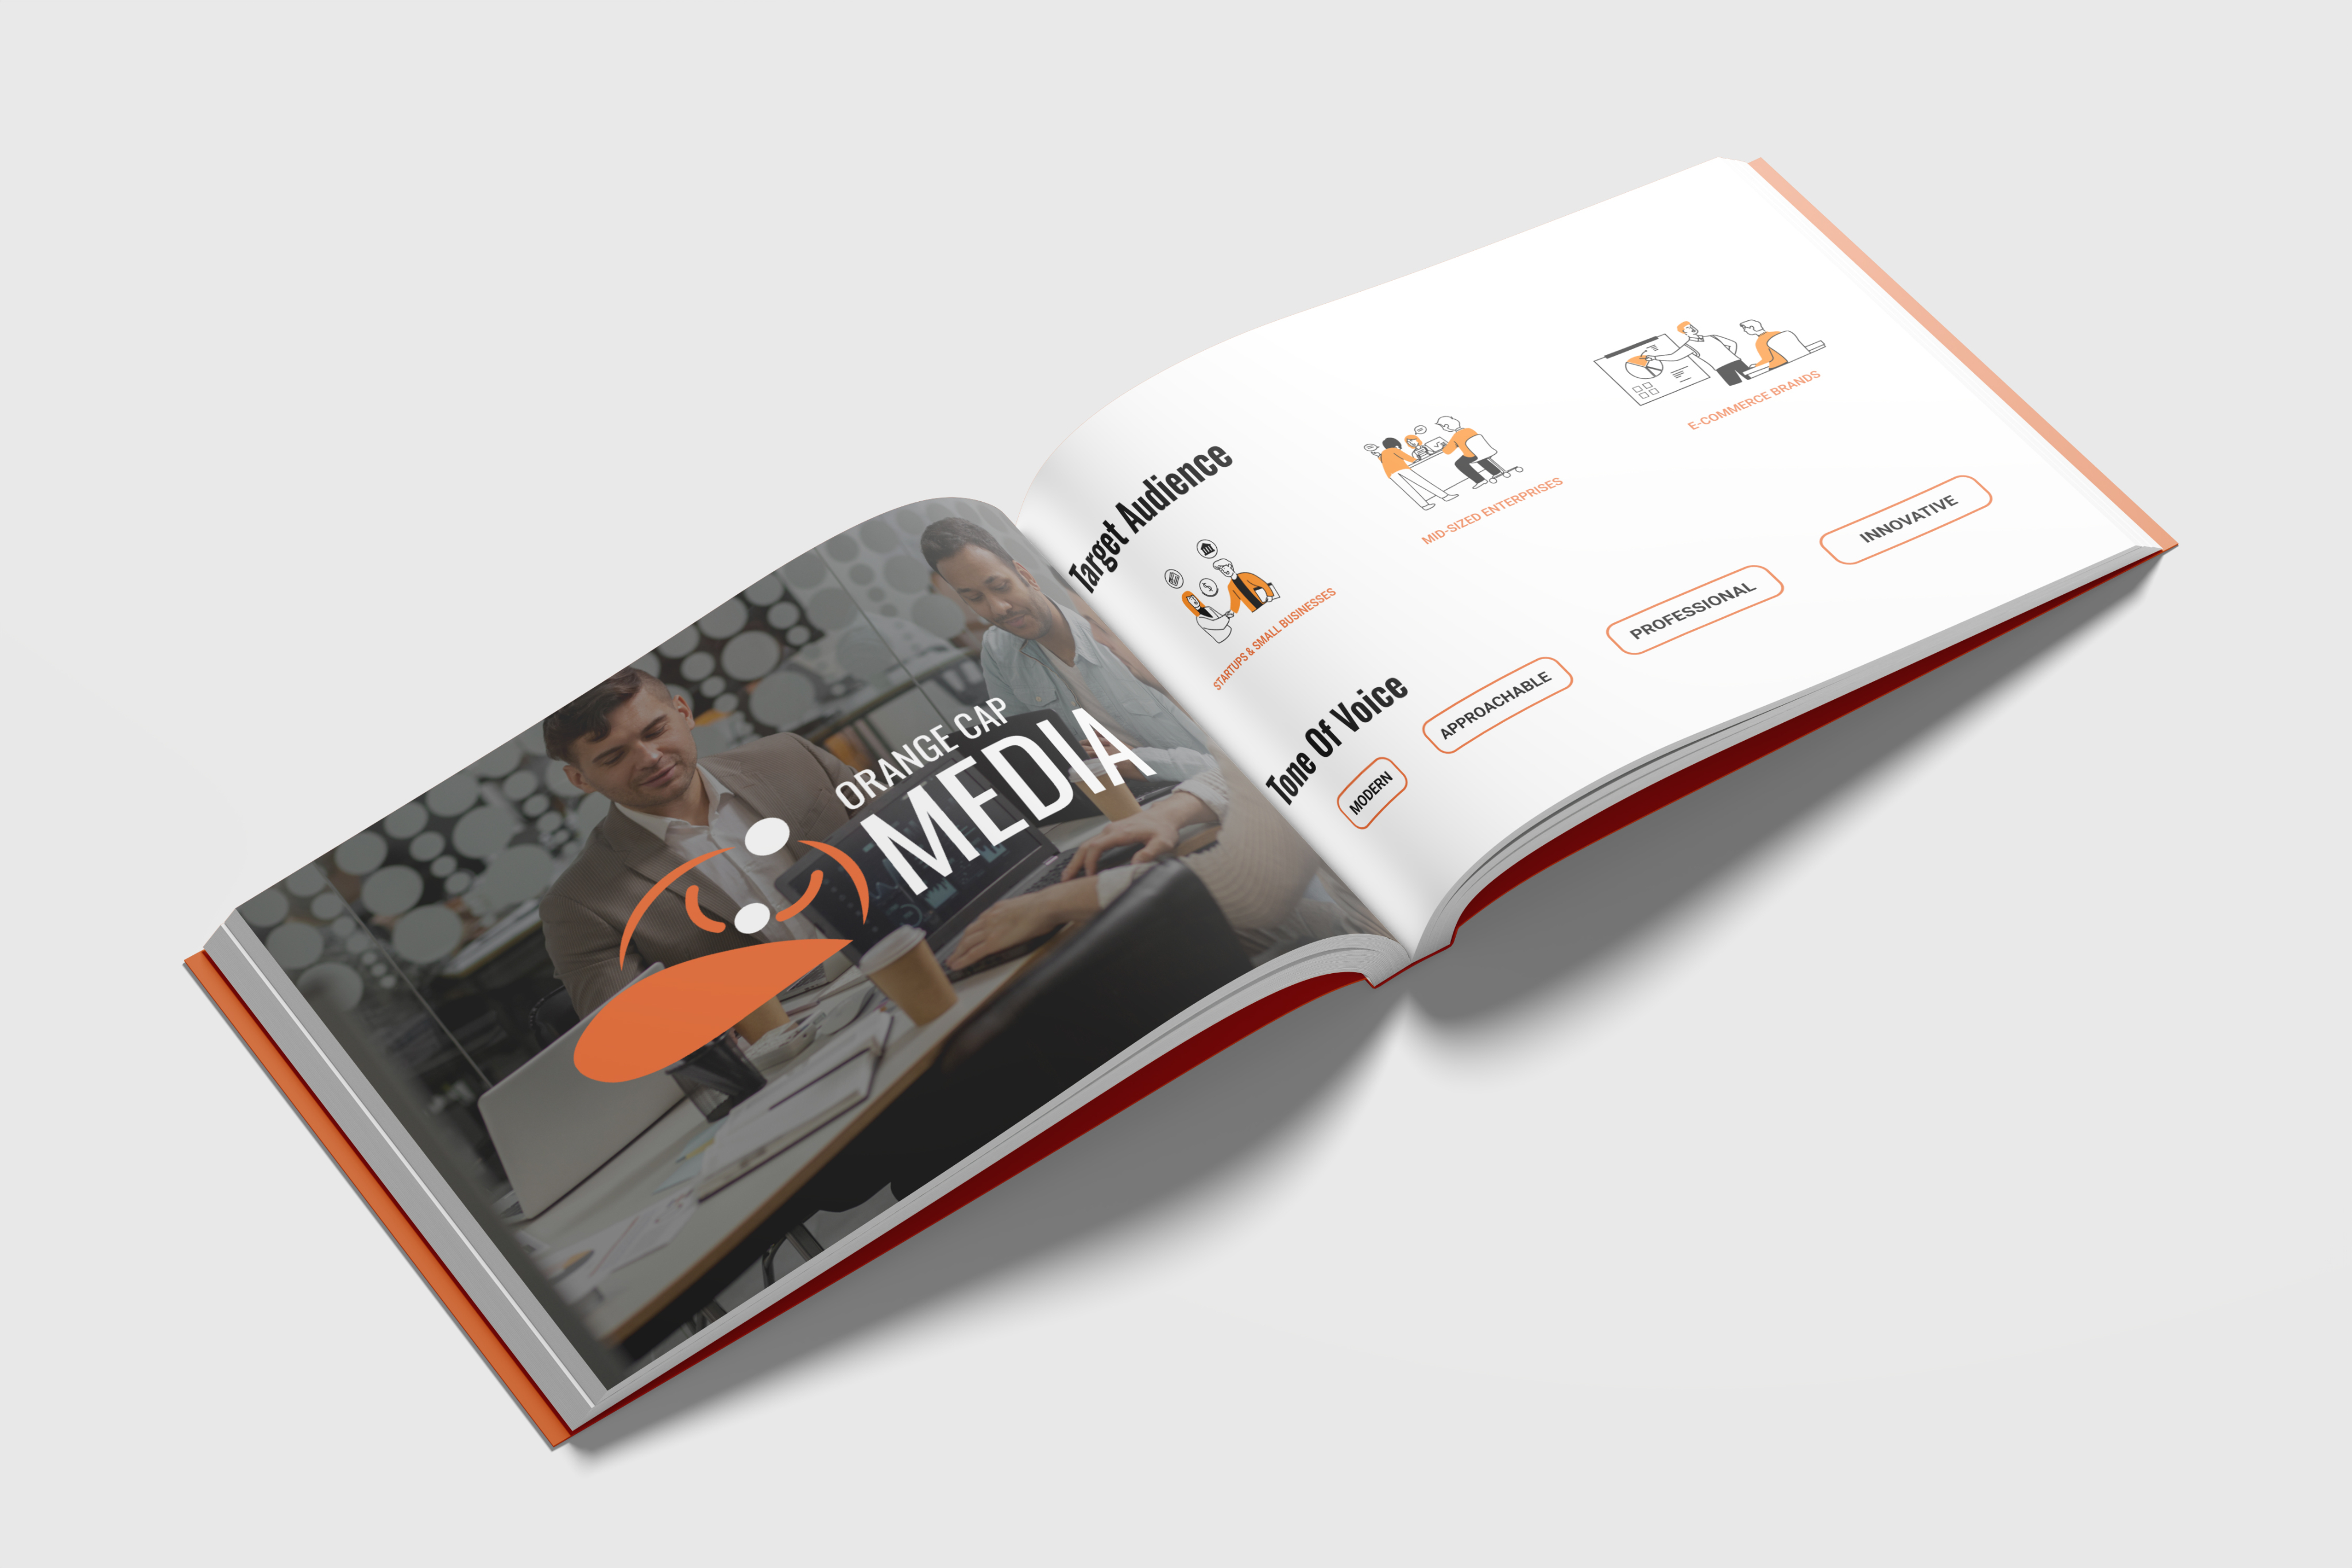 ORANGE CAP
MEDIA
Target Audience
STARTUPS & SMALL BUSINESSES
MID-SIZED ENTERPRISES
E-COMMERCE BRANDS
Tone Of Voice
MODERN
APPROACHABLE
PROFESSIONAL
INNOVATIVE